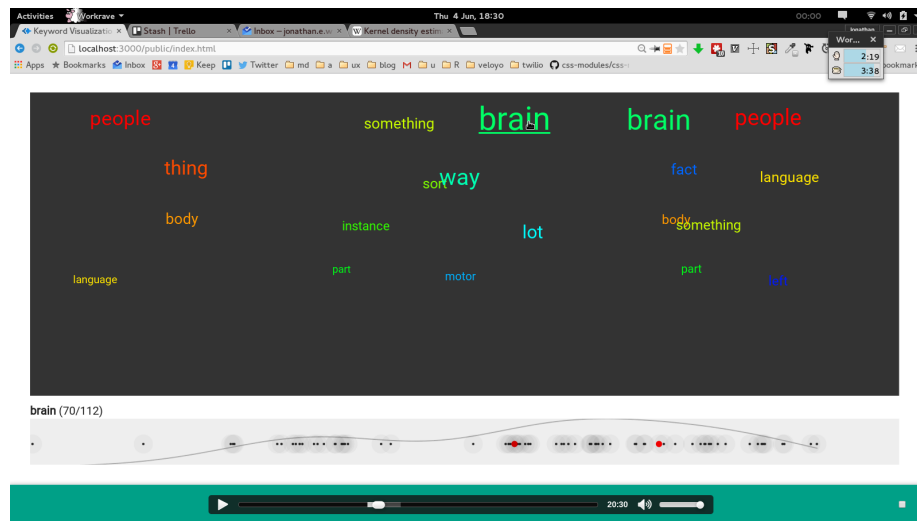 Activities Workrave Thu 4 Jun, 18:30 00:00
Keyword Visualizatio Stash | Trello Inbox – jonathan.e.w Kernel density estim Jonathan
localhost:3000/public/index.html
Apps Bookmarks Inbox Keep Twitter md a ux blog u R veloyo twilio css-modules/css
Wor...
2:19
3:38
people something brain brain people
thing sort way fact language
body instance lot body something
language part motor part left
brain (70/112)
20:30